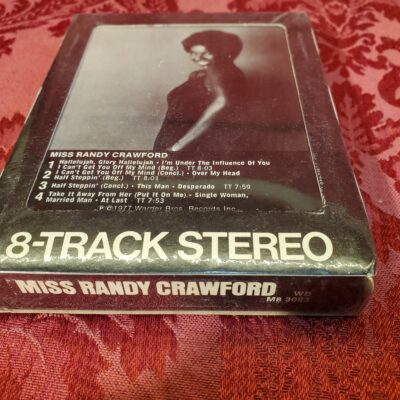 MISS RANDY CRAWFORD
1 Hallelujah, Glory Hallelujah • I'm Under The Influence Of You
I Can't Get You Off My Mind (Beg.) TT 8:03
2 I Can't Get You Off My Mind (Concl.) • Over My Head
Half Steppin' (Beg.) TT 8:01
3 Half Steppin' (Concl.) • This Man • Desperado TT 7:59
4 Take It Away From Her (Put It On Me) • Single Woman,
Married Man • At Last TT 7:53
℗©1977 Warner Bros. Records Inc.
8-TRACK STEREO
MISS RANDY CRAWFORD WB
M8 3083